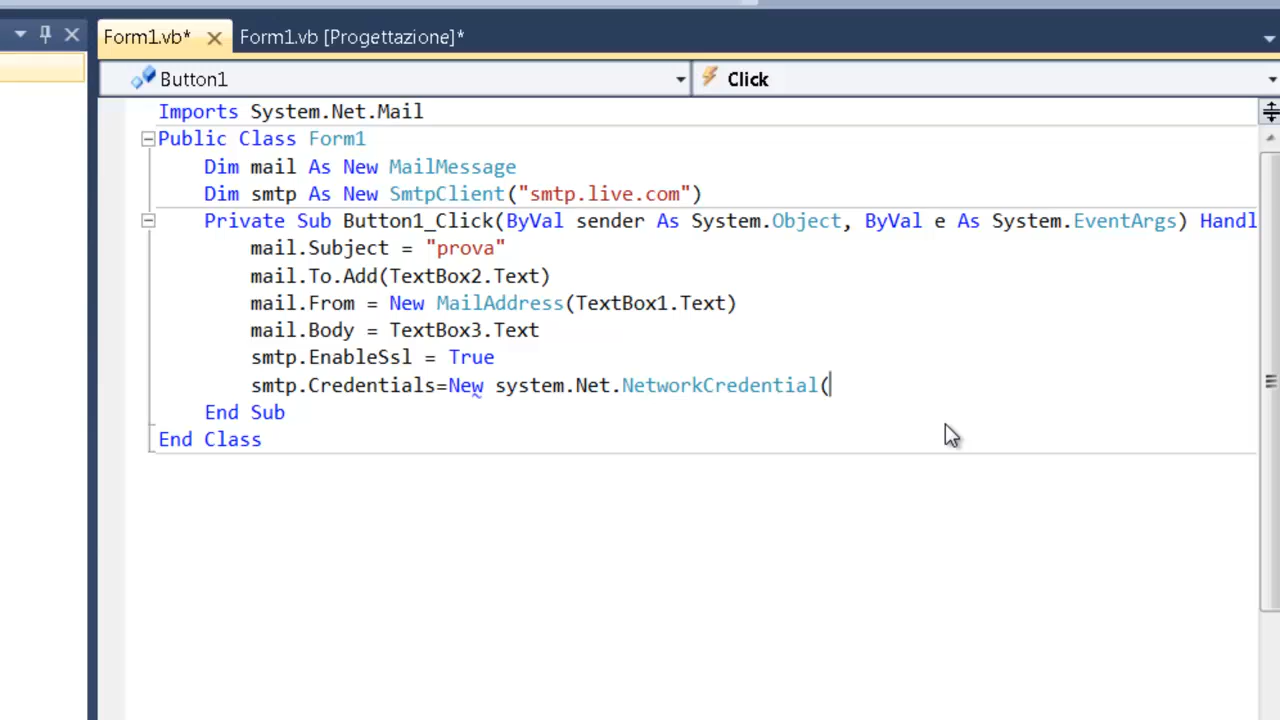 Form1.vb* Form1.vb [Progettazione]*
Button1 Click
Imports System.Net.Mail
Public Class Form1
Dim mail As New MailMessage
Dim smtp As New SmtpClient("smtp.live.com")
Private Sub Button1_Click(ByVal sender As System.Object, ByVal e As System.EventArgs) Handl
mail.Subject = "prova"
mail.To.Add(TextBox2.Text)
mail.From = New MailAddress(TextBox1.Text)
mail.Body = TextBox3.Text
smtp.EnableSsl = True
smtp.Credentials=New system.Net.NetworkCredential(
End Sub
End Class